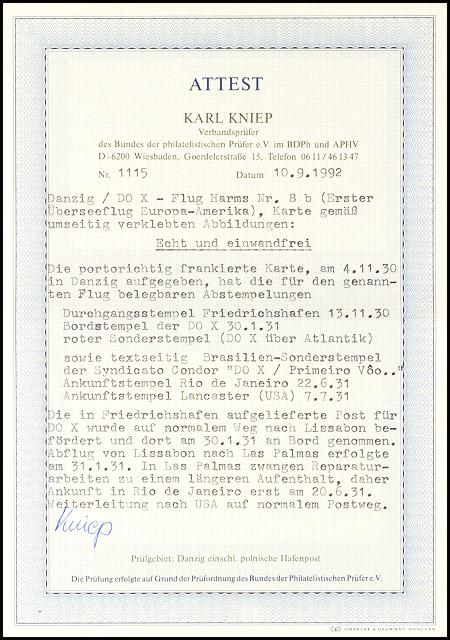 ATTEST
KARL KNIEP
Verbandsprüfer
des Bundes der philatelistischen Prüfer e.V. im BDPh und APHV
D-6200 Wiesbaden, Goerdelerstraße 15, Telefon 0611/461347
Nr. 1115 Datum 10.9.1992
Danzig / DO X - Flug Harms Nr. 8 b (Erster
Überseeflug Europa-Amerika), Karte gemäß
umseitig verklebten Abbildungen:
Echt und einwandfrei
Die portorichtig frankierte Karte, am 4.11.30
in Danzig aufgegeben, hat die für den genann-
ten Flug belegbaren Abstempelungen
Durchgangsstempel Friedrichshafen 13.11.30
Bordstempel der DO X 30.1.31
roter Sonderstempel (DO X über Atlantik)
sowie textseitig Brasilien-Sonderstempel
der Syndicato Condor "DO X / Primeiro Vôo.."
Ankunftstempel Rio de Janeiro 22.6.31
Ankunftstempel Lancaster (USA) 7.7.31
Die in Friedrichshafen aufgelieferte Post für
DO X wurde auf normalem Weg nach Lissabon be-
fördert und dort am 30.1.31 an Bord genommen.
Abflug von Lissabon nach Las Palmas erfolgte
am 31.1.31. In Las Palmas zwangen Reparatur-
arbeiten zu einem längeren Aufenthalt, daher
Ankunft in Rio de Janeiro erst am 20.6.31.
Weiterleitung nach USA auf normalem Postweg.
Kniep
Prüfgebiet: Danzig einschl. polnische Hafenpost
Die Prüfung erfolgte auf Grund der Prüfordnung des Bundes der Philatelistischen Prüfer e.V.
GIESECKE & DEVRIENT MÜNCHEN